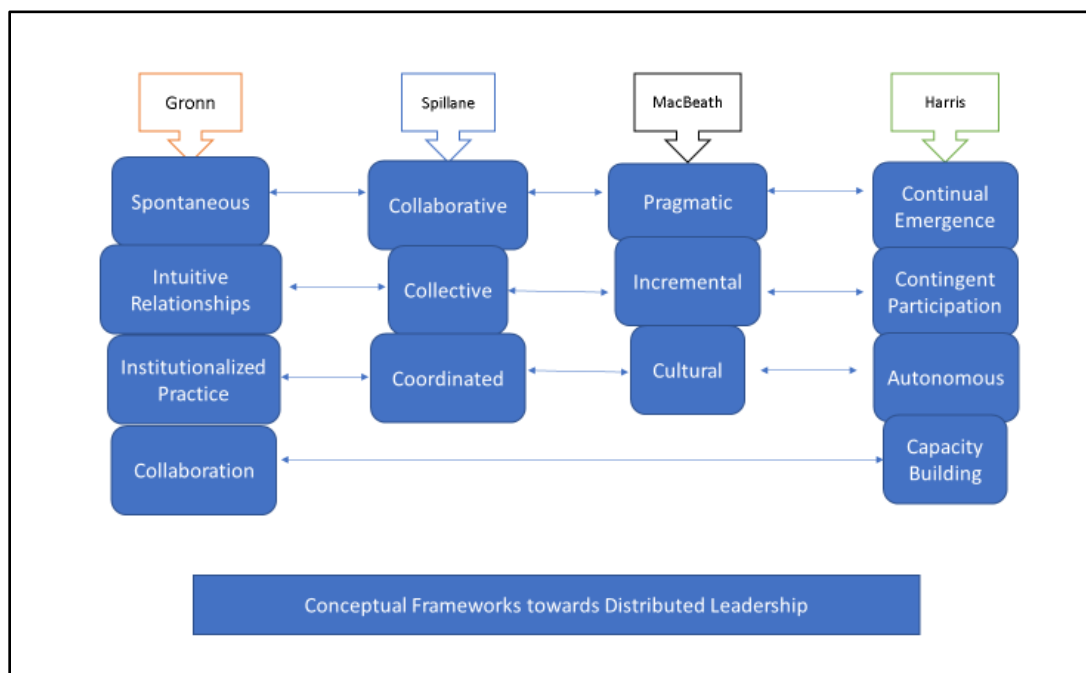 Gronn
Spillane
MacBeath
Harris
Spontaneous
Collaborative
Pragmatic
Continual
Emergence
Intuitive
Relationships
Collective
Incremental
Contingent
Participation
Institutionalized
Practice
Coordinated
Cultural
Autonomous
Collaboration
Capacity
Building
Conceptual Frameworks towards Distributed Leadership